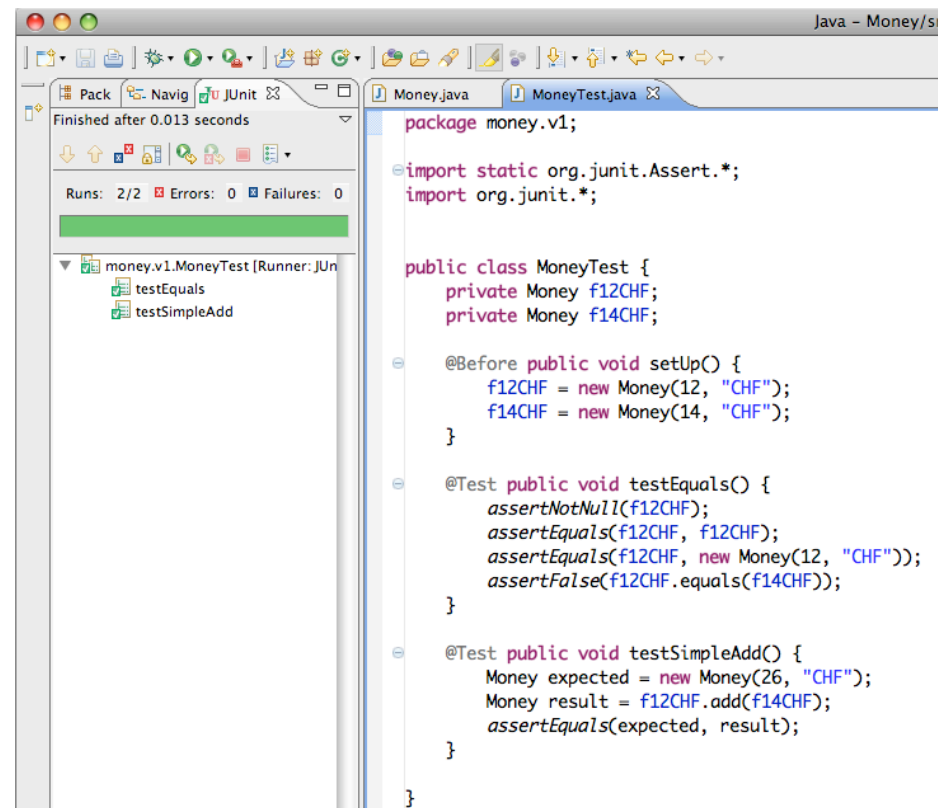 Java – Money/s
Pack
Navig
JUnit
Finished after 0.013 seconds
Runs: 2/2 Errors: 0 Failures: 0
money.v1.MoneyTest [Runner: JUn
testEquals
testSimpleAdd
Money.java
MoneyTest.java
package money.v1;
import static org.junit.Assert.*;
import org.junit.*;
public class MoneyTest {
private Money f12CHF;
private Money f14CHF;
@Before public void setUp() {
f12CHF = new Money(12, "CHF");
f14CHF = new Money(14, "CHF");
}
@Test public void testEquals() {
assertNotNull(f12CHF);
assertEquals(f12CHF, f12CHF);
assertEquals(f12CHF, new Money(12, "CHF"));
assertFalse(f12CHF.equals(f14CHF));
}
@Test public void testSimpleAdd() {
Money expected = new Money(26, "CHF");
Money result = f12CHF.add(f14CHF);
assertEquals(expected, result);
}
}